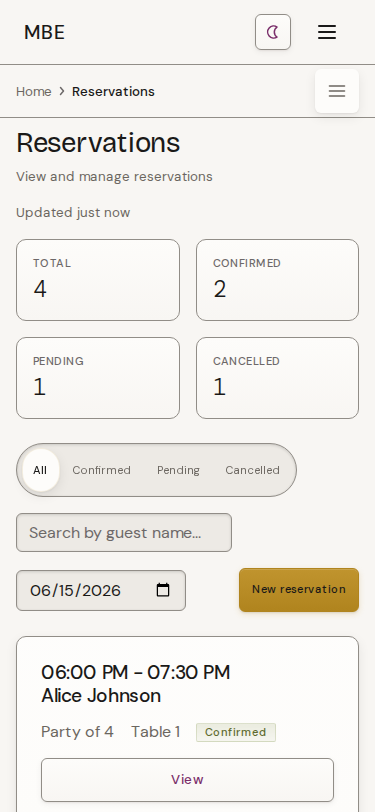 MBE
Home > Reservations
Reservations
View and manage reservations
Updated just now
TOTAL
4
CONFIRMED
2
PENDING
1
CANCELLED
1
All Confirmed Pending Cancelled
Search by guest name...
06/15/2026
New reservation
06:00 PM – 07:30 PM
Alice Johnson
Party of 4 Table 1 Confirmed
View